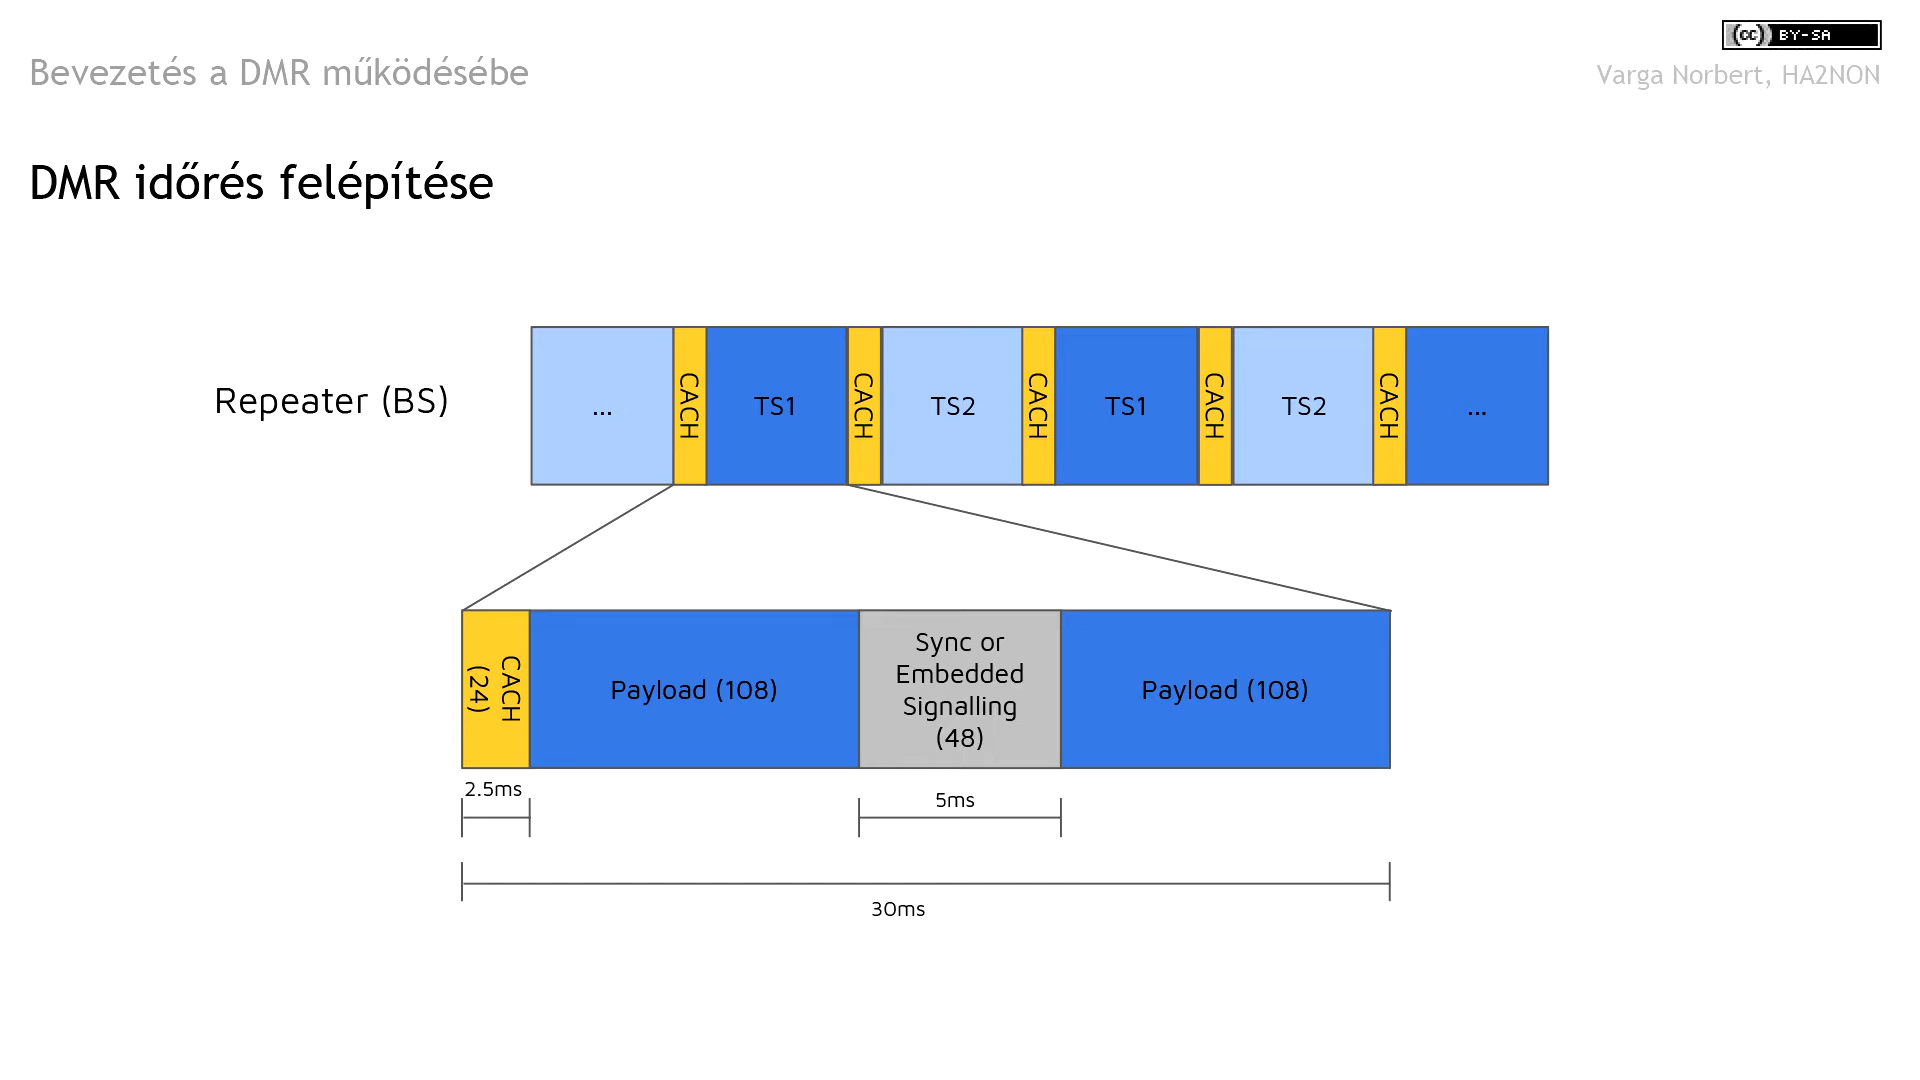 (cc) BY-SA
Bevezetés a DMR működésébe
Varga Norbert, HA2NON
DMR időrés felépítése
Repeater (BS)
...
CACH
TS1
CACH
TS2
CACH
TS1
CACH
TS2
CACH
...
CACH
(24)
Payload (108)
Sync or
Embedded
Signalling
(48)
Payload (108)
2.5ms
5ms
30ms